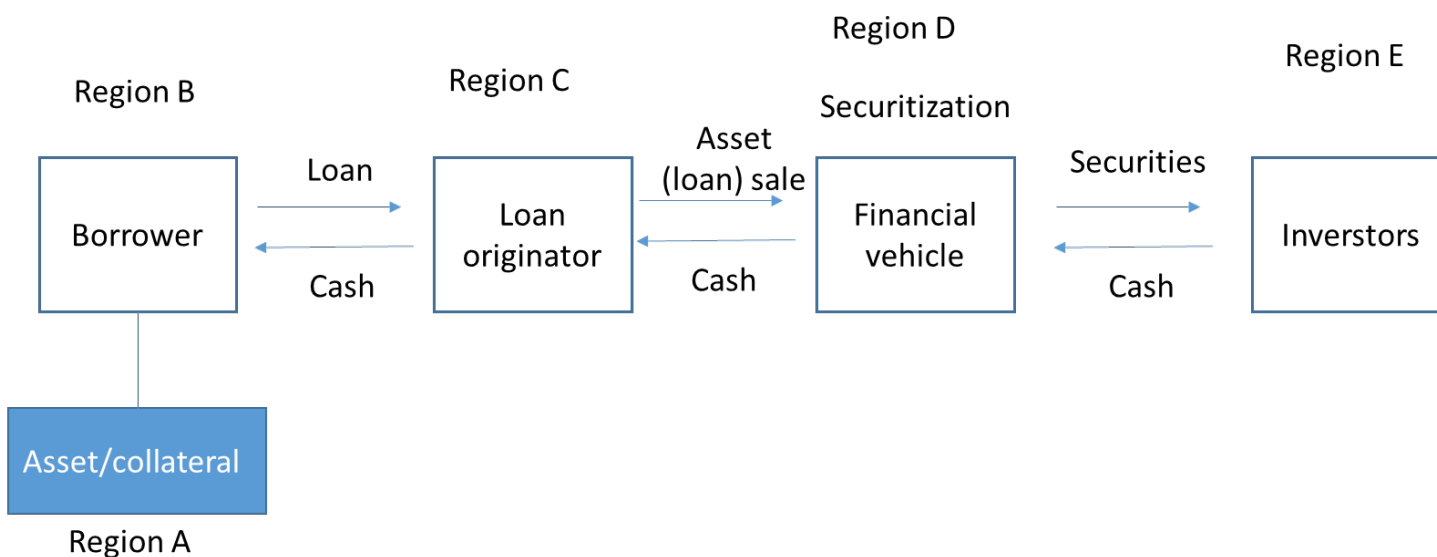 Region D
Region E
Region B
Region C
Securitization
Asset
(loan) sale
Loan
Securities
Borrower
Loan
originator
Financial
vehicle
Inverstors
Cash
Cash
Cash
Asset/collateral
Region A